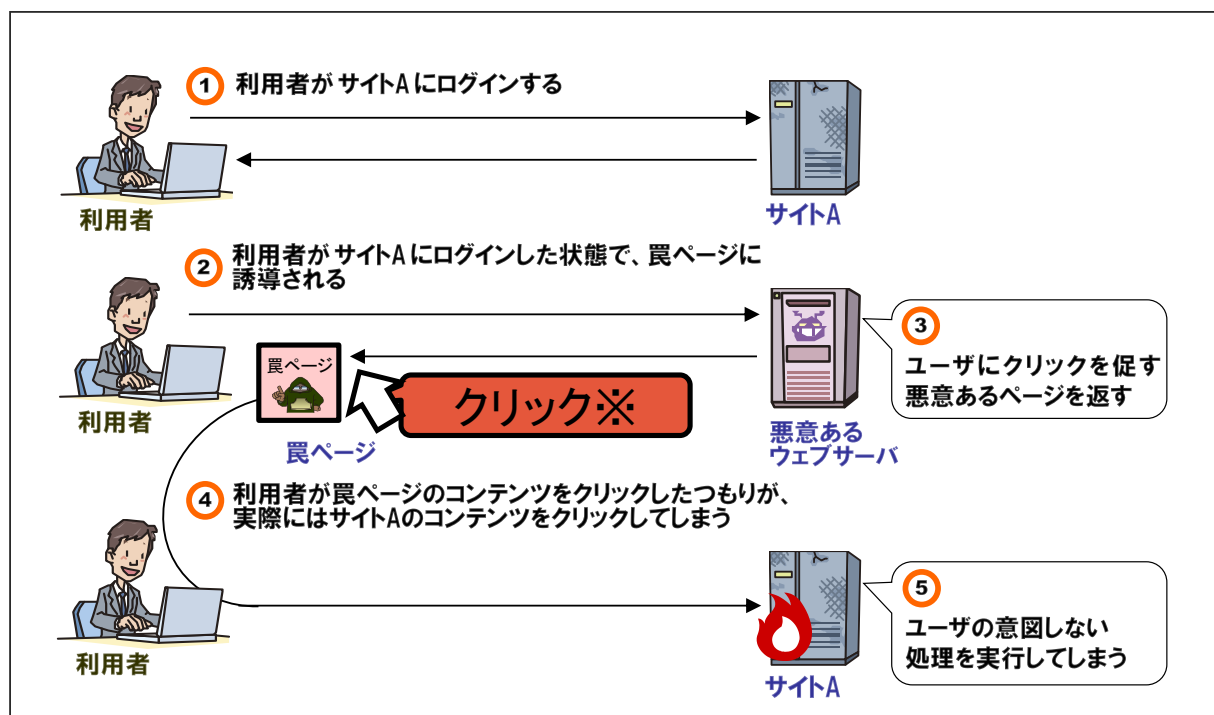 1 利用者がサイトAにログインする
利用者
サイトA
2 利用者がサイトAにログインした状態で、罠ページに
誘導される
3
ユーザにクリックを促す
悪意あるページを返す
罠ページ
クリック※
利用者
罠ページ
悪意ある
ウェブサーバ
4 利用者が罠ページのコンテンツをクリックしたつもりが、
実際にはサイトAのコンテンツをクリックしてしまう
5
ユーザの意図しない
処理を実行してしまう
利用者
サイトA